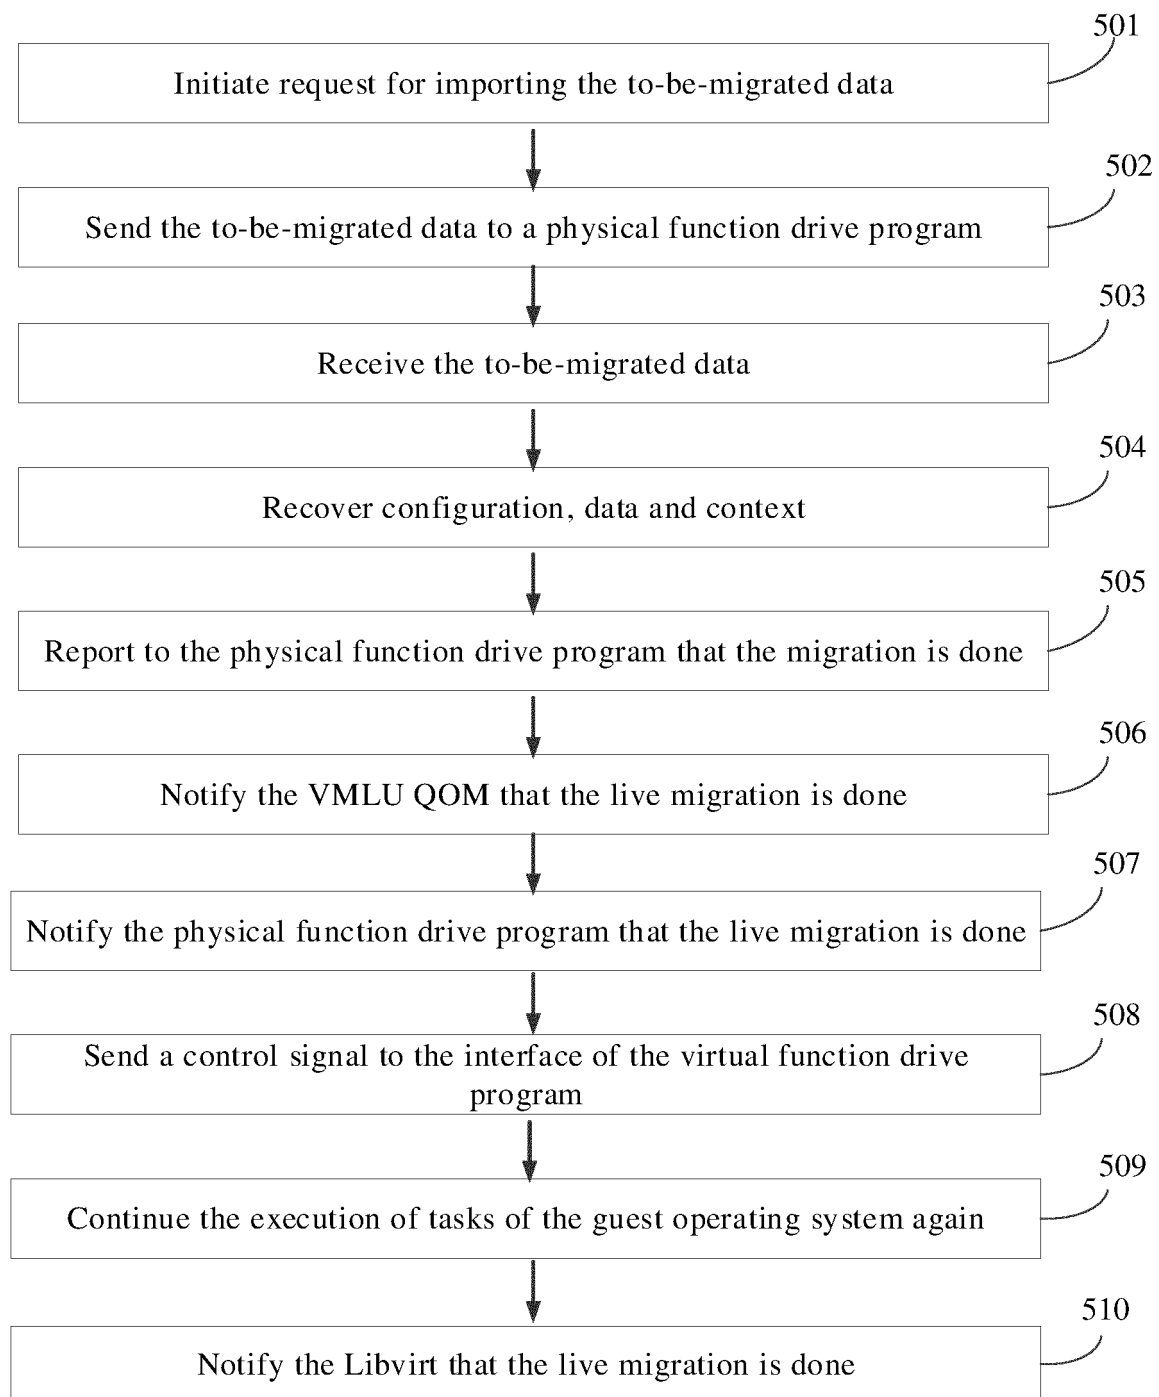 501
Initiate request for importing the to-be-migrated data
502
Send the to-be-migrated data to a physical function drive program
503
Receive the to-be-migrated data
504
Recover configuration, data and context
505
Report to the physical function drive program that the migration is done
506
Notify the VMLU QOM that the live migration is done
507
Notify the physical function drive program that the live migration is done
508
Send a control signal to the interface of the virtual function drive
program
509
Continue the execution of tasks of the guest operating system again
510
Notify the Libvirt that the live migration is done